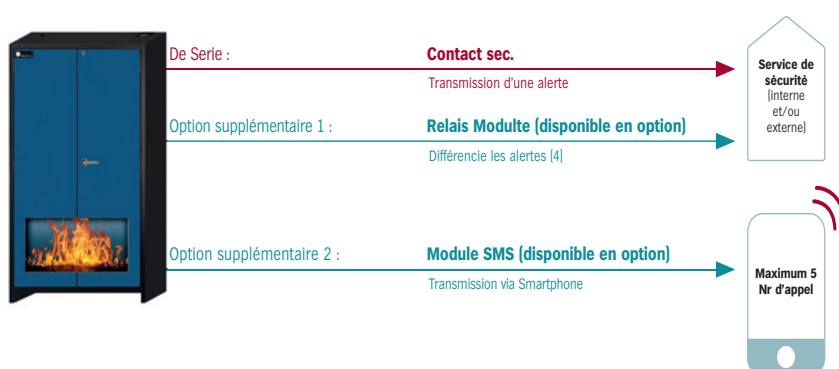 De Serie :
Contact sec.
Transmission d'une alerte
Service de
sécurité
(interne
et/ou
externe)
Option supplémentaire 1 :
Relais Modulte (disponible en option)
Différencie les alertes (4)
Option supplémentaire 2 :
Module SMS (disponible en option)
Transmission via Smartphone
Maximum 5
Nr d'appel